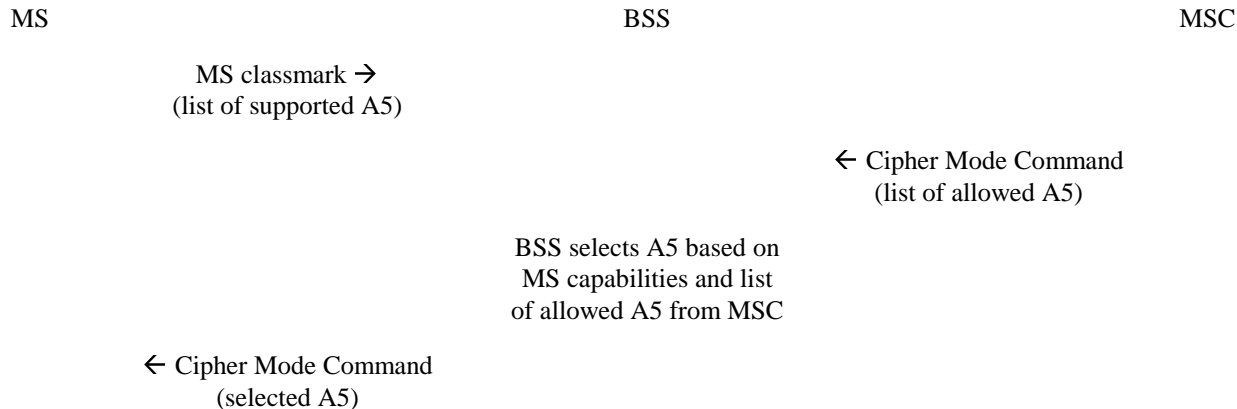 MS BSS MSC
MS classmark →
(list of supported A5)
← Cipher Mode Command
(list of allowed A5)
BSS selects A5 based on
MS capabilities and list
of allowed A5 from MSC
← Cipher Mode Command
(selected A5)